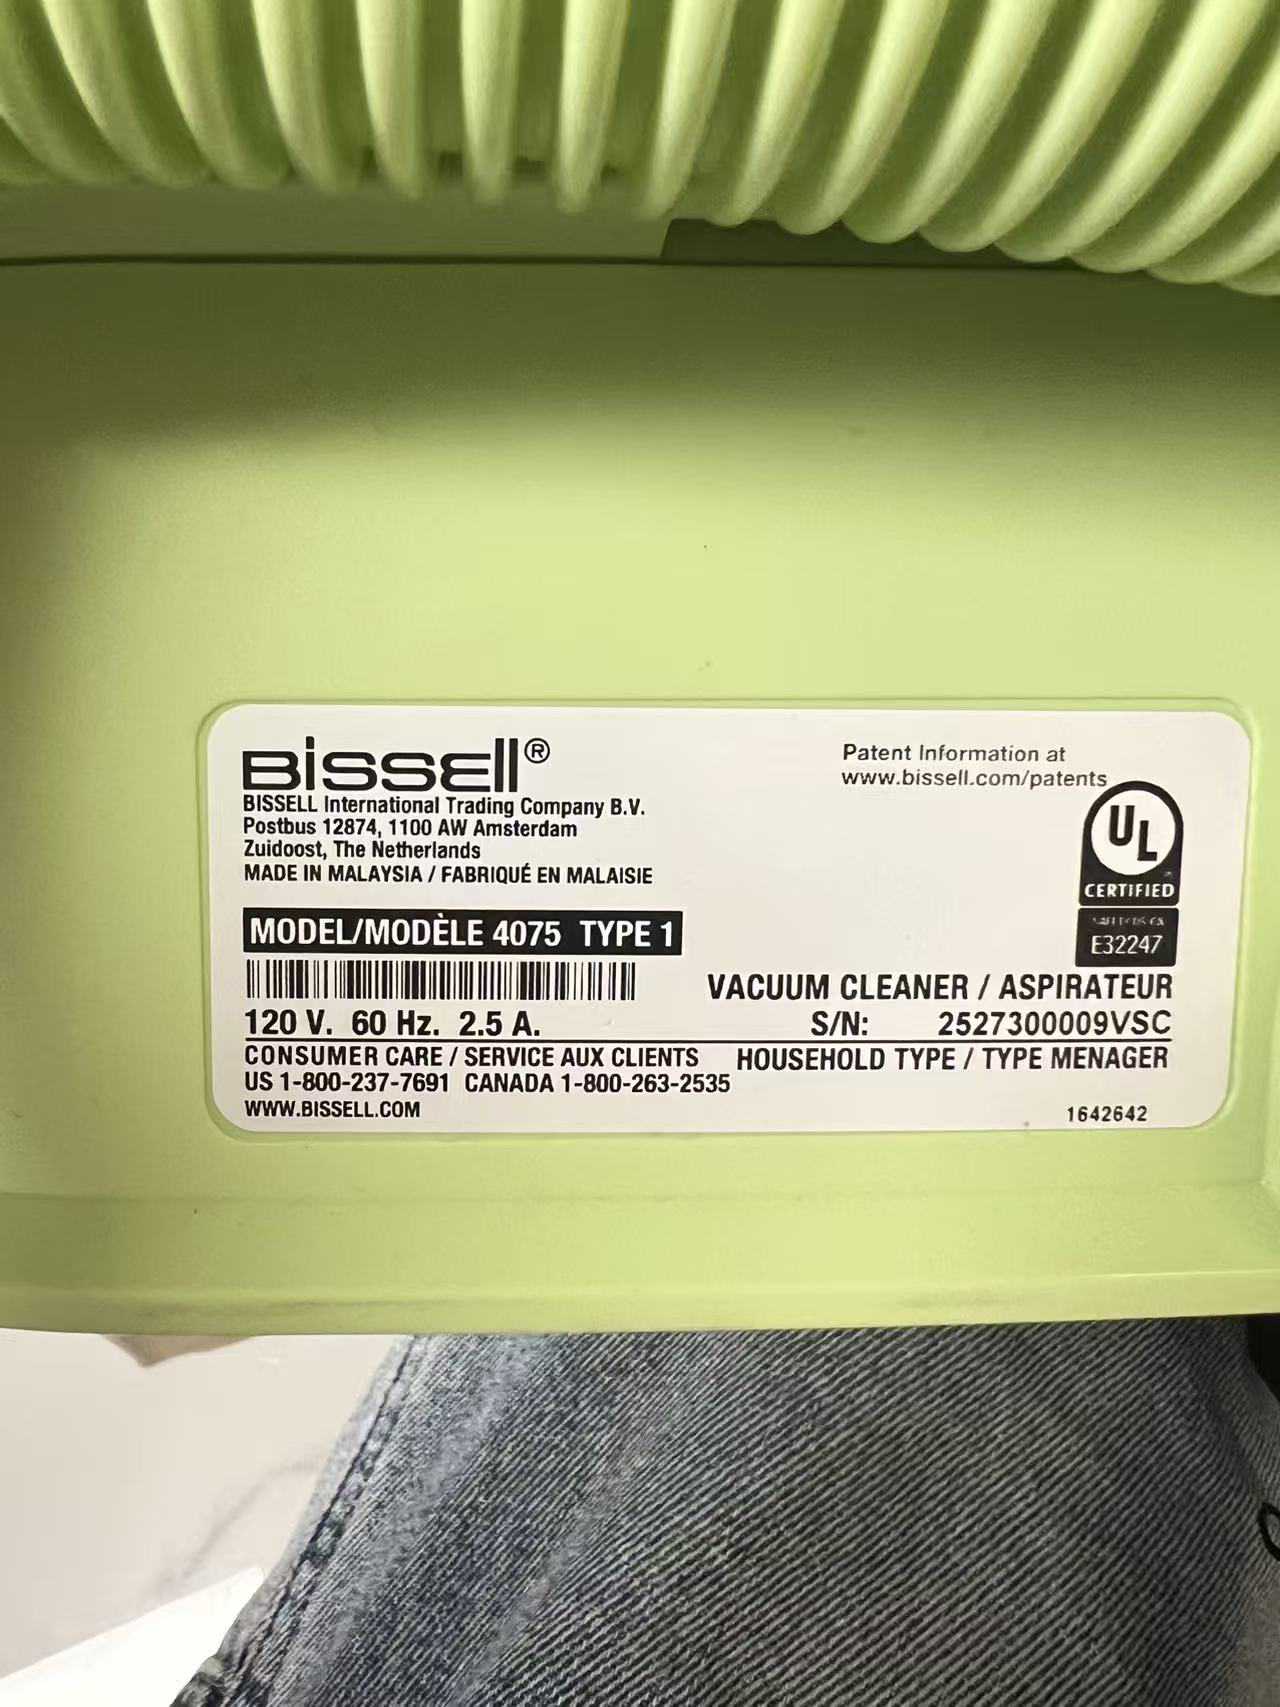 BISSELL®
BISSELL International Trading Company B.V.
Postbus 12874, 1100 AW Amsterdam
Zuidoost, The Netherlands
MADE IN MALAYSIA / FABRIQUÉ EN MALAISIE
Patent Information at
www.bissell.com/patents
UL
CERTIFIED
E32247
MODEL/MODÈLE 4075 TYPE 1
VACUUM CLEANER / ASPIRATEUR
120 V. 60 Hz. 2.5 A.
S/N: 2527300009VSC
CONSUMER CARE / SERVICE AUX CLIENTS
HOUSEHOLD TYPE / TYPE MENAGER
US 1-800-237-7691 CANADA 1-800-263-2535
WWW.BISSELL.COM
1642642